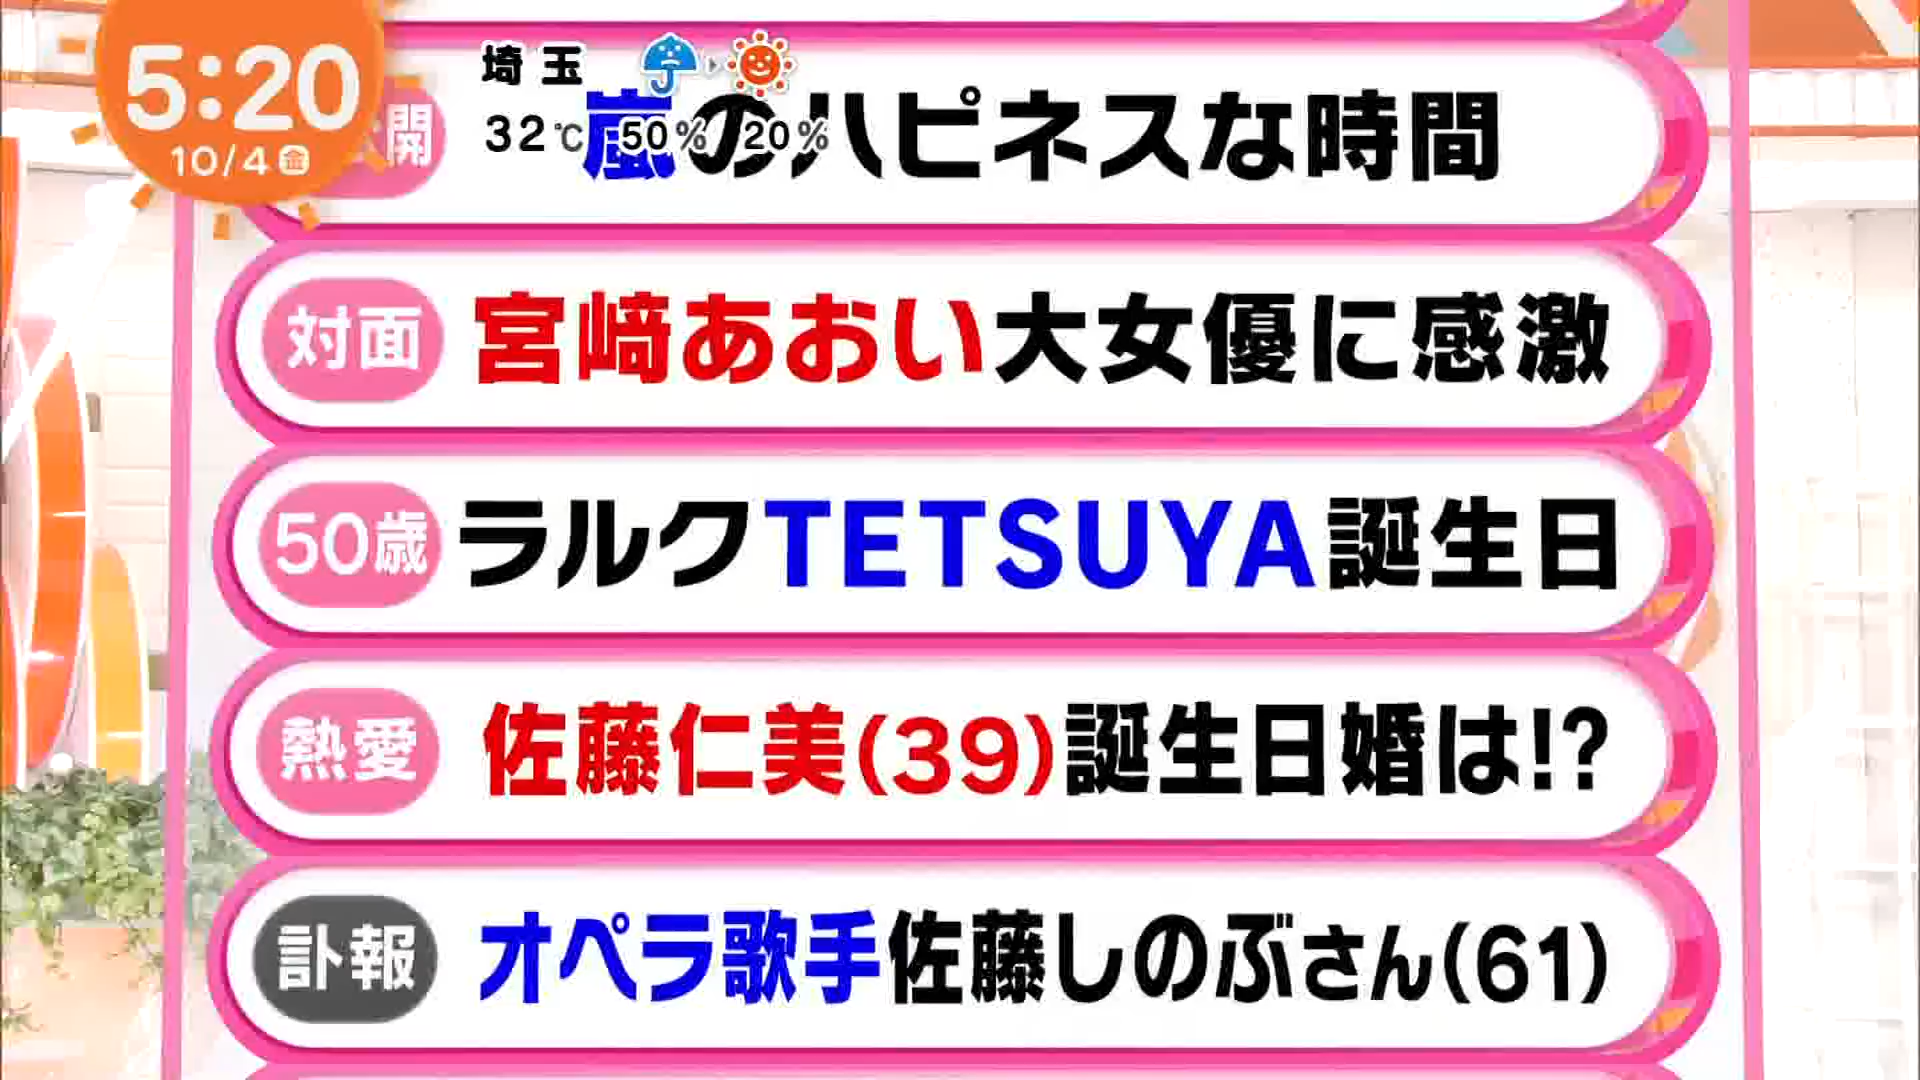 5:20
10/4 金
埼玉
32℃ 50% 20%
開
嵐のハピネスな時間
対面
宮﨑あおい大女優に感激
50歳
ラルクTETSUYA誕生日
熱愛
佐藤仁美(39)誕生日婚は!?
訃報
オペラ歌手佐藤しのぶさん(61)